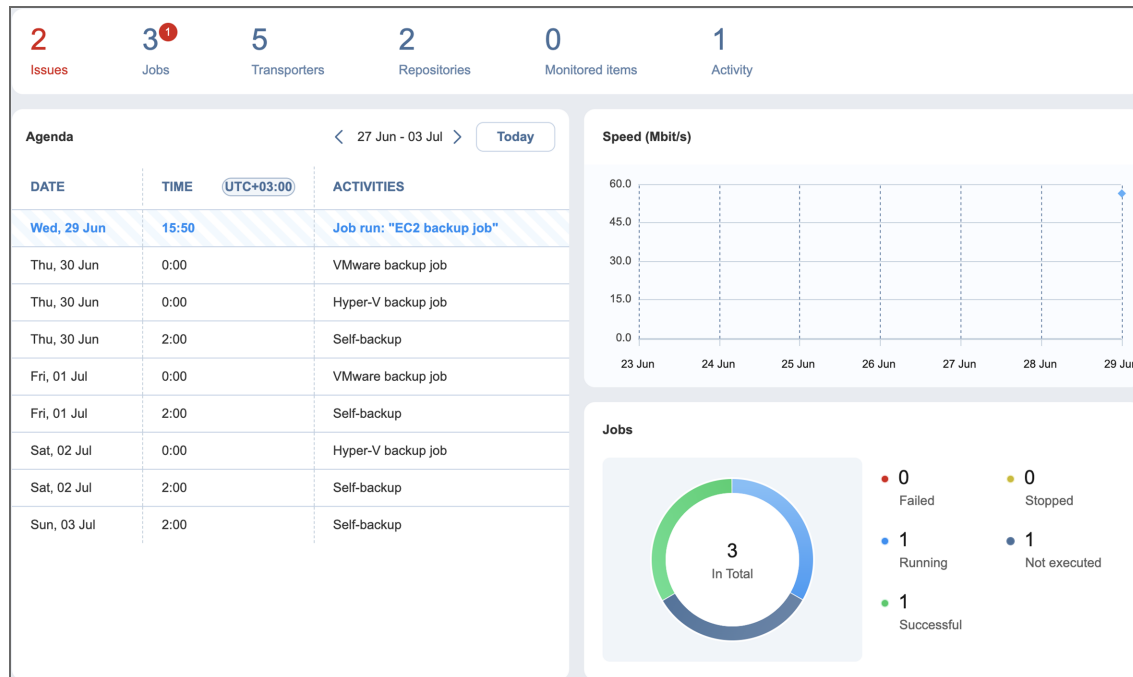 2 3 1 5 2 0 1
Issues Jobs Transporters Repositories Monitored items Activity
Agenda 27 Jun - 03 Jul Today
DATE TIME UTC+03:00 ACTIVITIES
Wed, 29 Jun 15:50 Job run: "EC2 backup job"
Thu, 30 Jun 0:00 VMware backup job
Thu, 30 Jun 0:00 Hyper-V backup job
Thu, 30 Jun 2:00 Self-backup
Fri, 01 Jul 0:00 VMware backup job
Fri, 01 Jul 2:00 Self-backup
Sat, 02 Jul 0:00 Hyper-V backup job
Sat, 02 Jul 2:00 Self-backup
Sun, 03 Jul 2:00 Self-backup
Speed (Mbit/s)
60.0
45.0
30.0
15.0
0.0
23 Jun 24 Jun 25 Jun 26 Jun 27 Jun 28 Jun 29 Jun
Jobs
3
In Total
0 0
Failed Stopped
1 1
Running Not executed
1
Successful